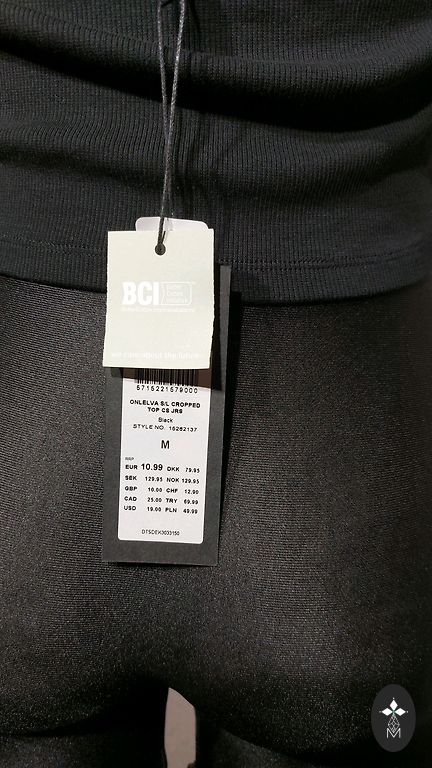 BCI Better
Cotton
Initiative
we care about the future
5715221579000
ONLELVA S/L CROPPED
TOP CS JRS
Black
STYLE NO. 15282137
M
RRP
EUR 10.99 DKK 79.95
SEK 129.95 NOK 129.95
GBP 10.00 CHF 12.90
CAD 25.00 TRY 69.99
USD 19.00 PLN 49.99
DTSDEK3033150
M